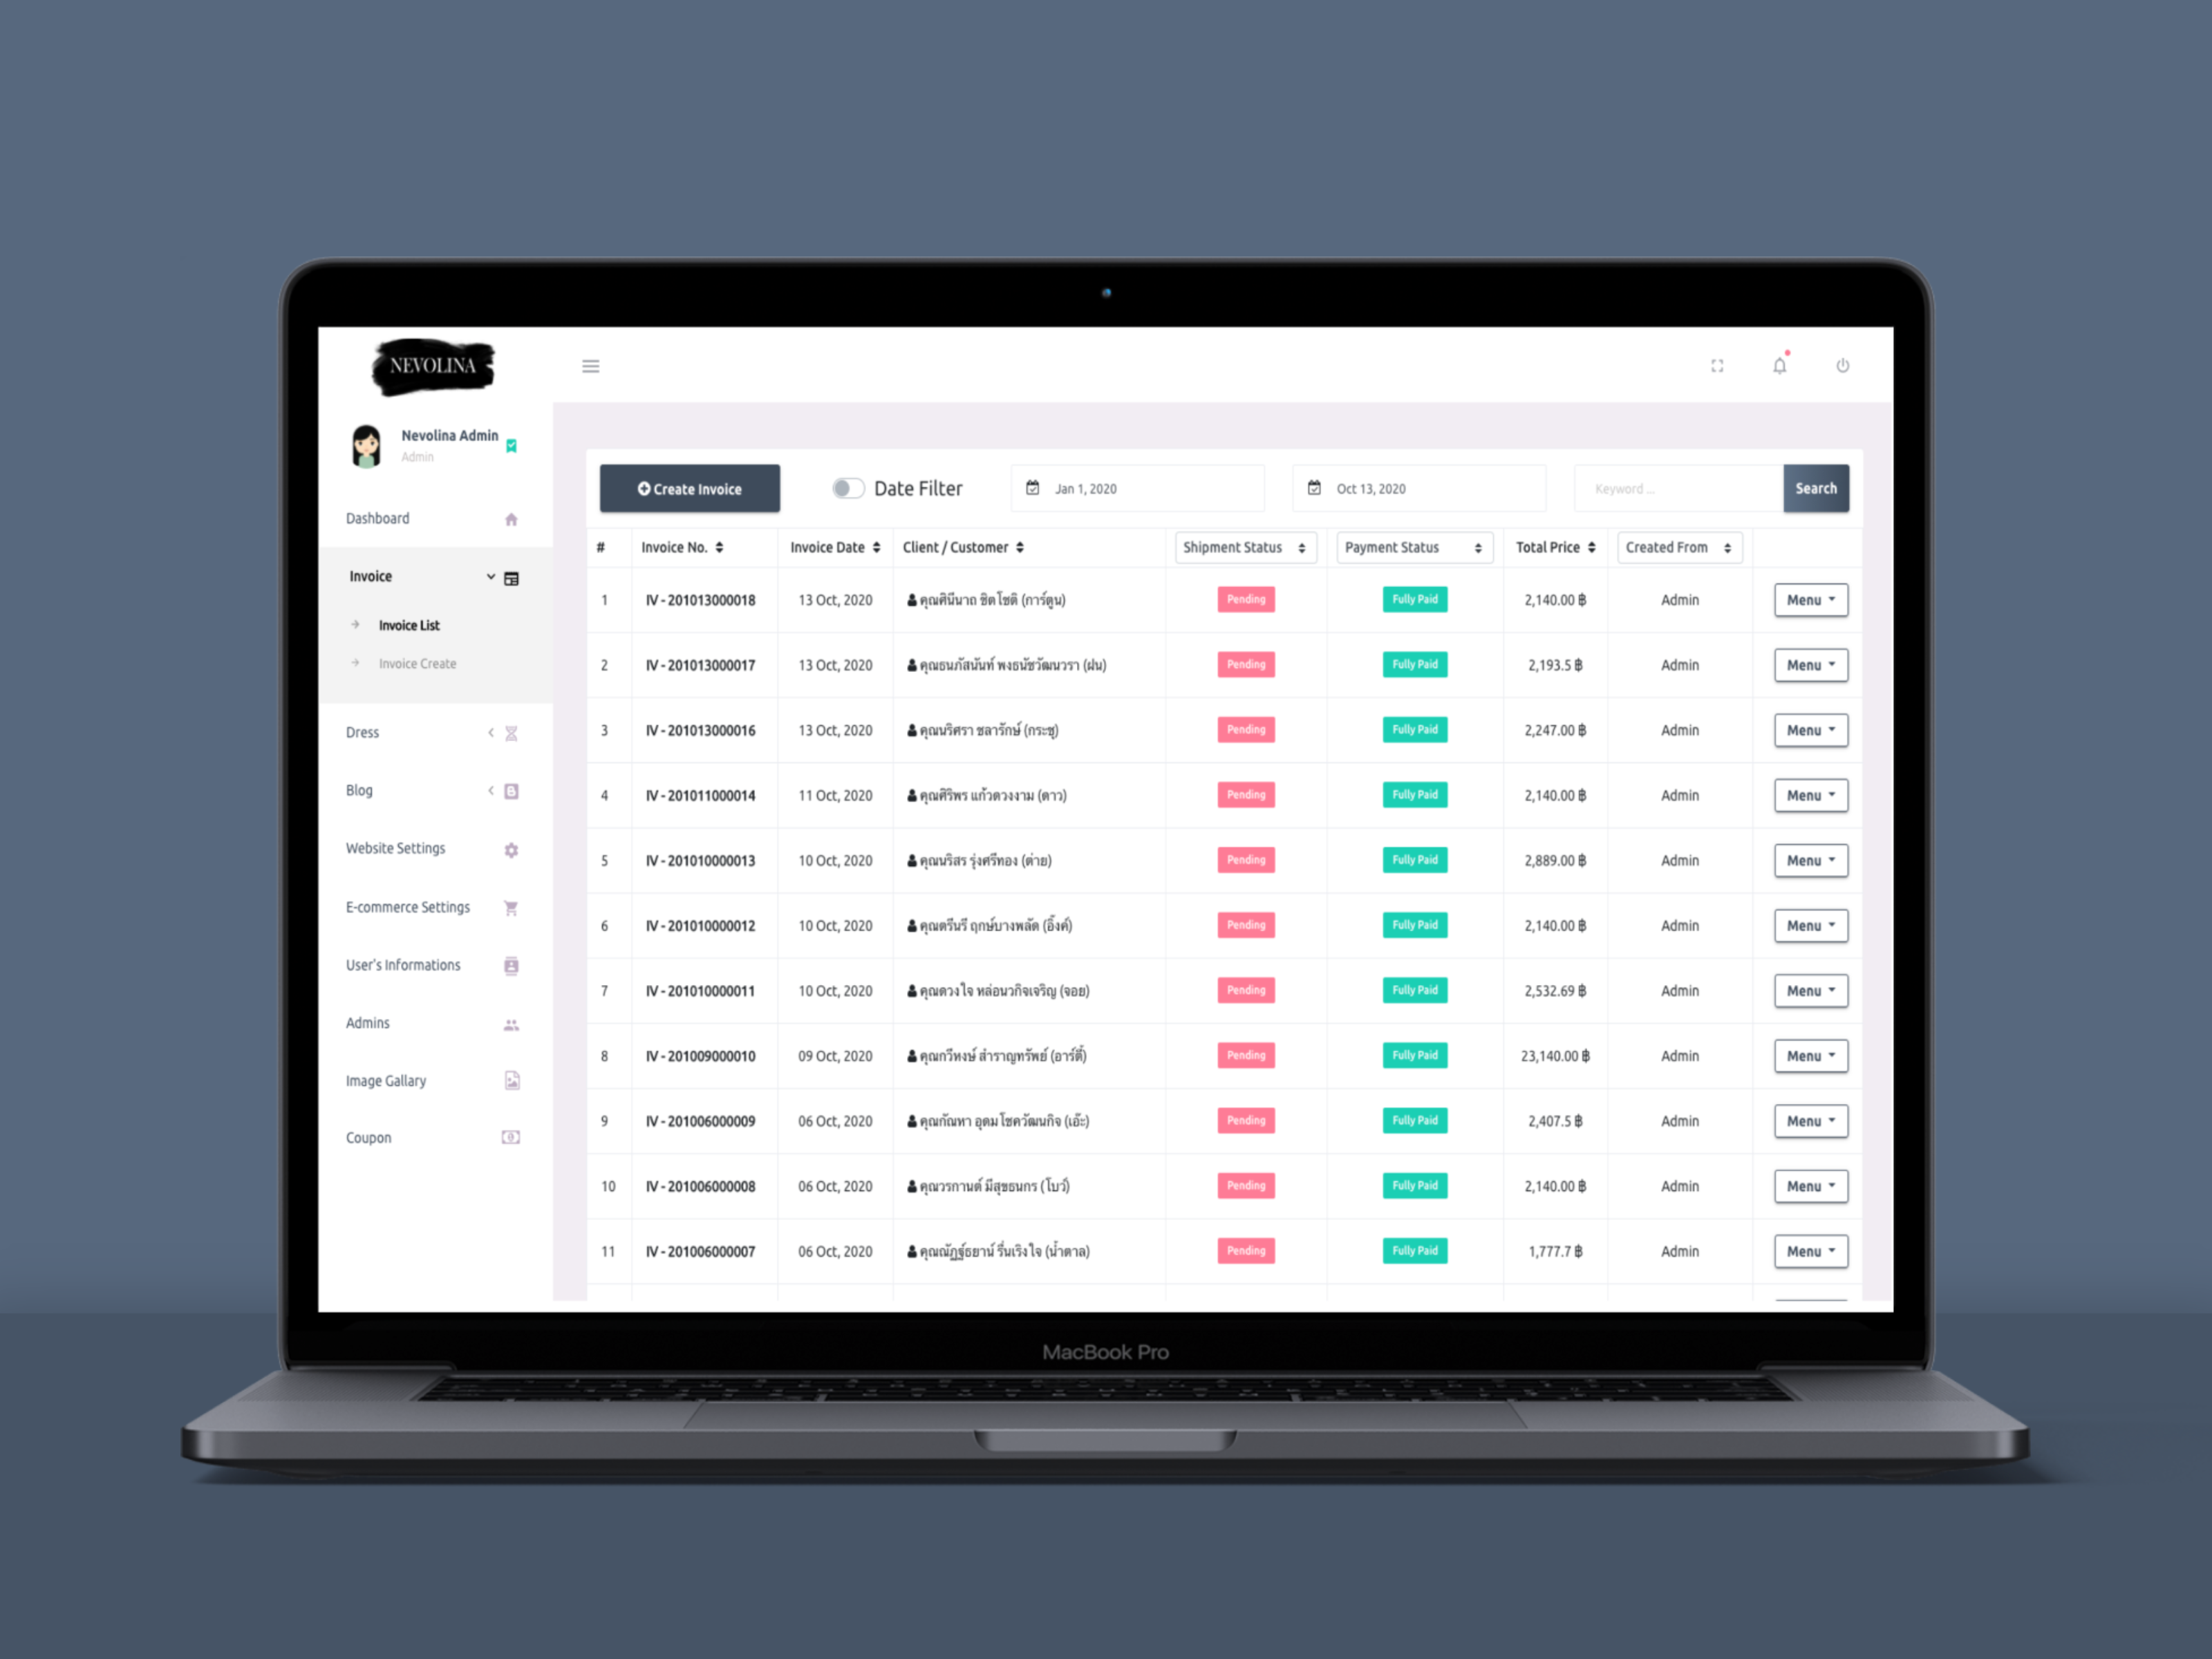 NEVOLINA
Nevolina Admin
Admin
Dashboard
Invoice
Invoice List
Invoice Create
Dress
Blog
Website Settings
E-commerce Settings
User's Informations
Admins
Image Gallary
Coupon
Create Invoice Date Filter Jan 1, 2020 Oct 13, 2020 Keyword ... Search
# Invoice No. Invoice Date Client / Customer Shipment Status Payment Status Total Price Created From
1 IV - 201013000018 13 Oct, 2020 คุณศินีนาถ ชิตโชติ (การ์ตูน) Pending Fully Paid 2,140.00 ฿ Admin Menu
2 IV - 201013000017 13 Oct, 2020 คุณธนภัสนันท์ พงธนัชวัฒนวรา (ฝน) Pending Fully Paid 2,193.5 ฿ Admin Menu
3 IV - 201013000016 13 Oct, 2020 คุณนริศรา ชลารักษ์ (กระชุ) Pending Fully Paid 2,247.00 ฿ Admin Menu
4 IV - 201011000014 11 Oct, 2020 คุณศิริพร แก้วดวงงาม (ดาว) Pending Fully Paid 2,140.00 ฿ Admin Menu
5 IV - 201010000013 10 Oct, 2020 คุณนริสร รุ่งศรีทอง (ต่าย) Pending Fully Paid 2,889.00 ฿ Admin Menu
6 IV - 201010000012 10 Oct, 2020 คุณตรีนรี ฤกษ์บางพลัด (อิ๊งค์) Pending Fully Paid 2,140.00 ฿ Admin Menu
7 IV - 201010000011 10 Oct, 2020 คุณดวงใจ หล่อนวกิจเจริญ (จอย) Pending Fully Paid 2,532.69 ฿ Admin Menu
8 IV - 201009000010 09 Oct, 2020 คุณกวีหงษ์ สำราญทรัพย์ (อาร์ตี้) Pending Fully Paid 23,140.00 ฿ Admin Menu
9 IV - 201006000009 06 Oct, 2020 คุณกัณหา อุดมโชควัฒนกิจ (เอ๊ะ) Pending Fully Paid 2,407.5 ฿ Admin Menu
10 IV - 201006000008 06 Oct, 2020 คุณวรกานต์ มีสุขธนกร (โบว์) Pending Fully Paid 2,140.00 ฿ Admin Menu
11 IV - 201006000007 06 Oct, 2020 คุณณัฏฐ์ธยาน์ รื่นเริงใจ (น้ำตาล) Pending Fully Paid 1,777.7 ฿ Admin Menu
MacBook Pro